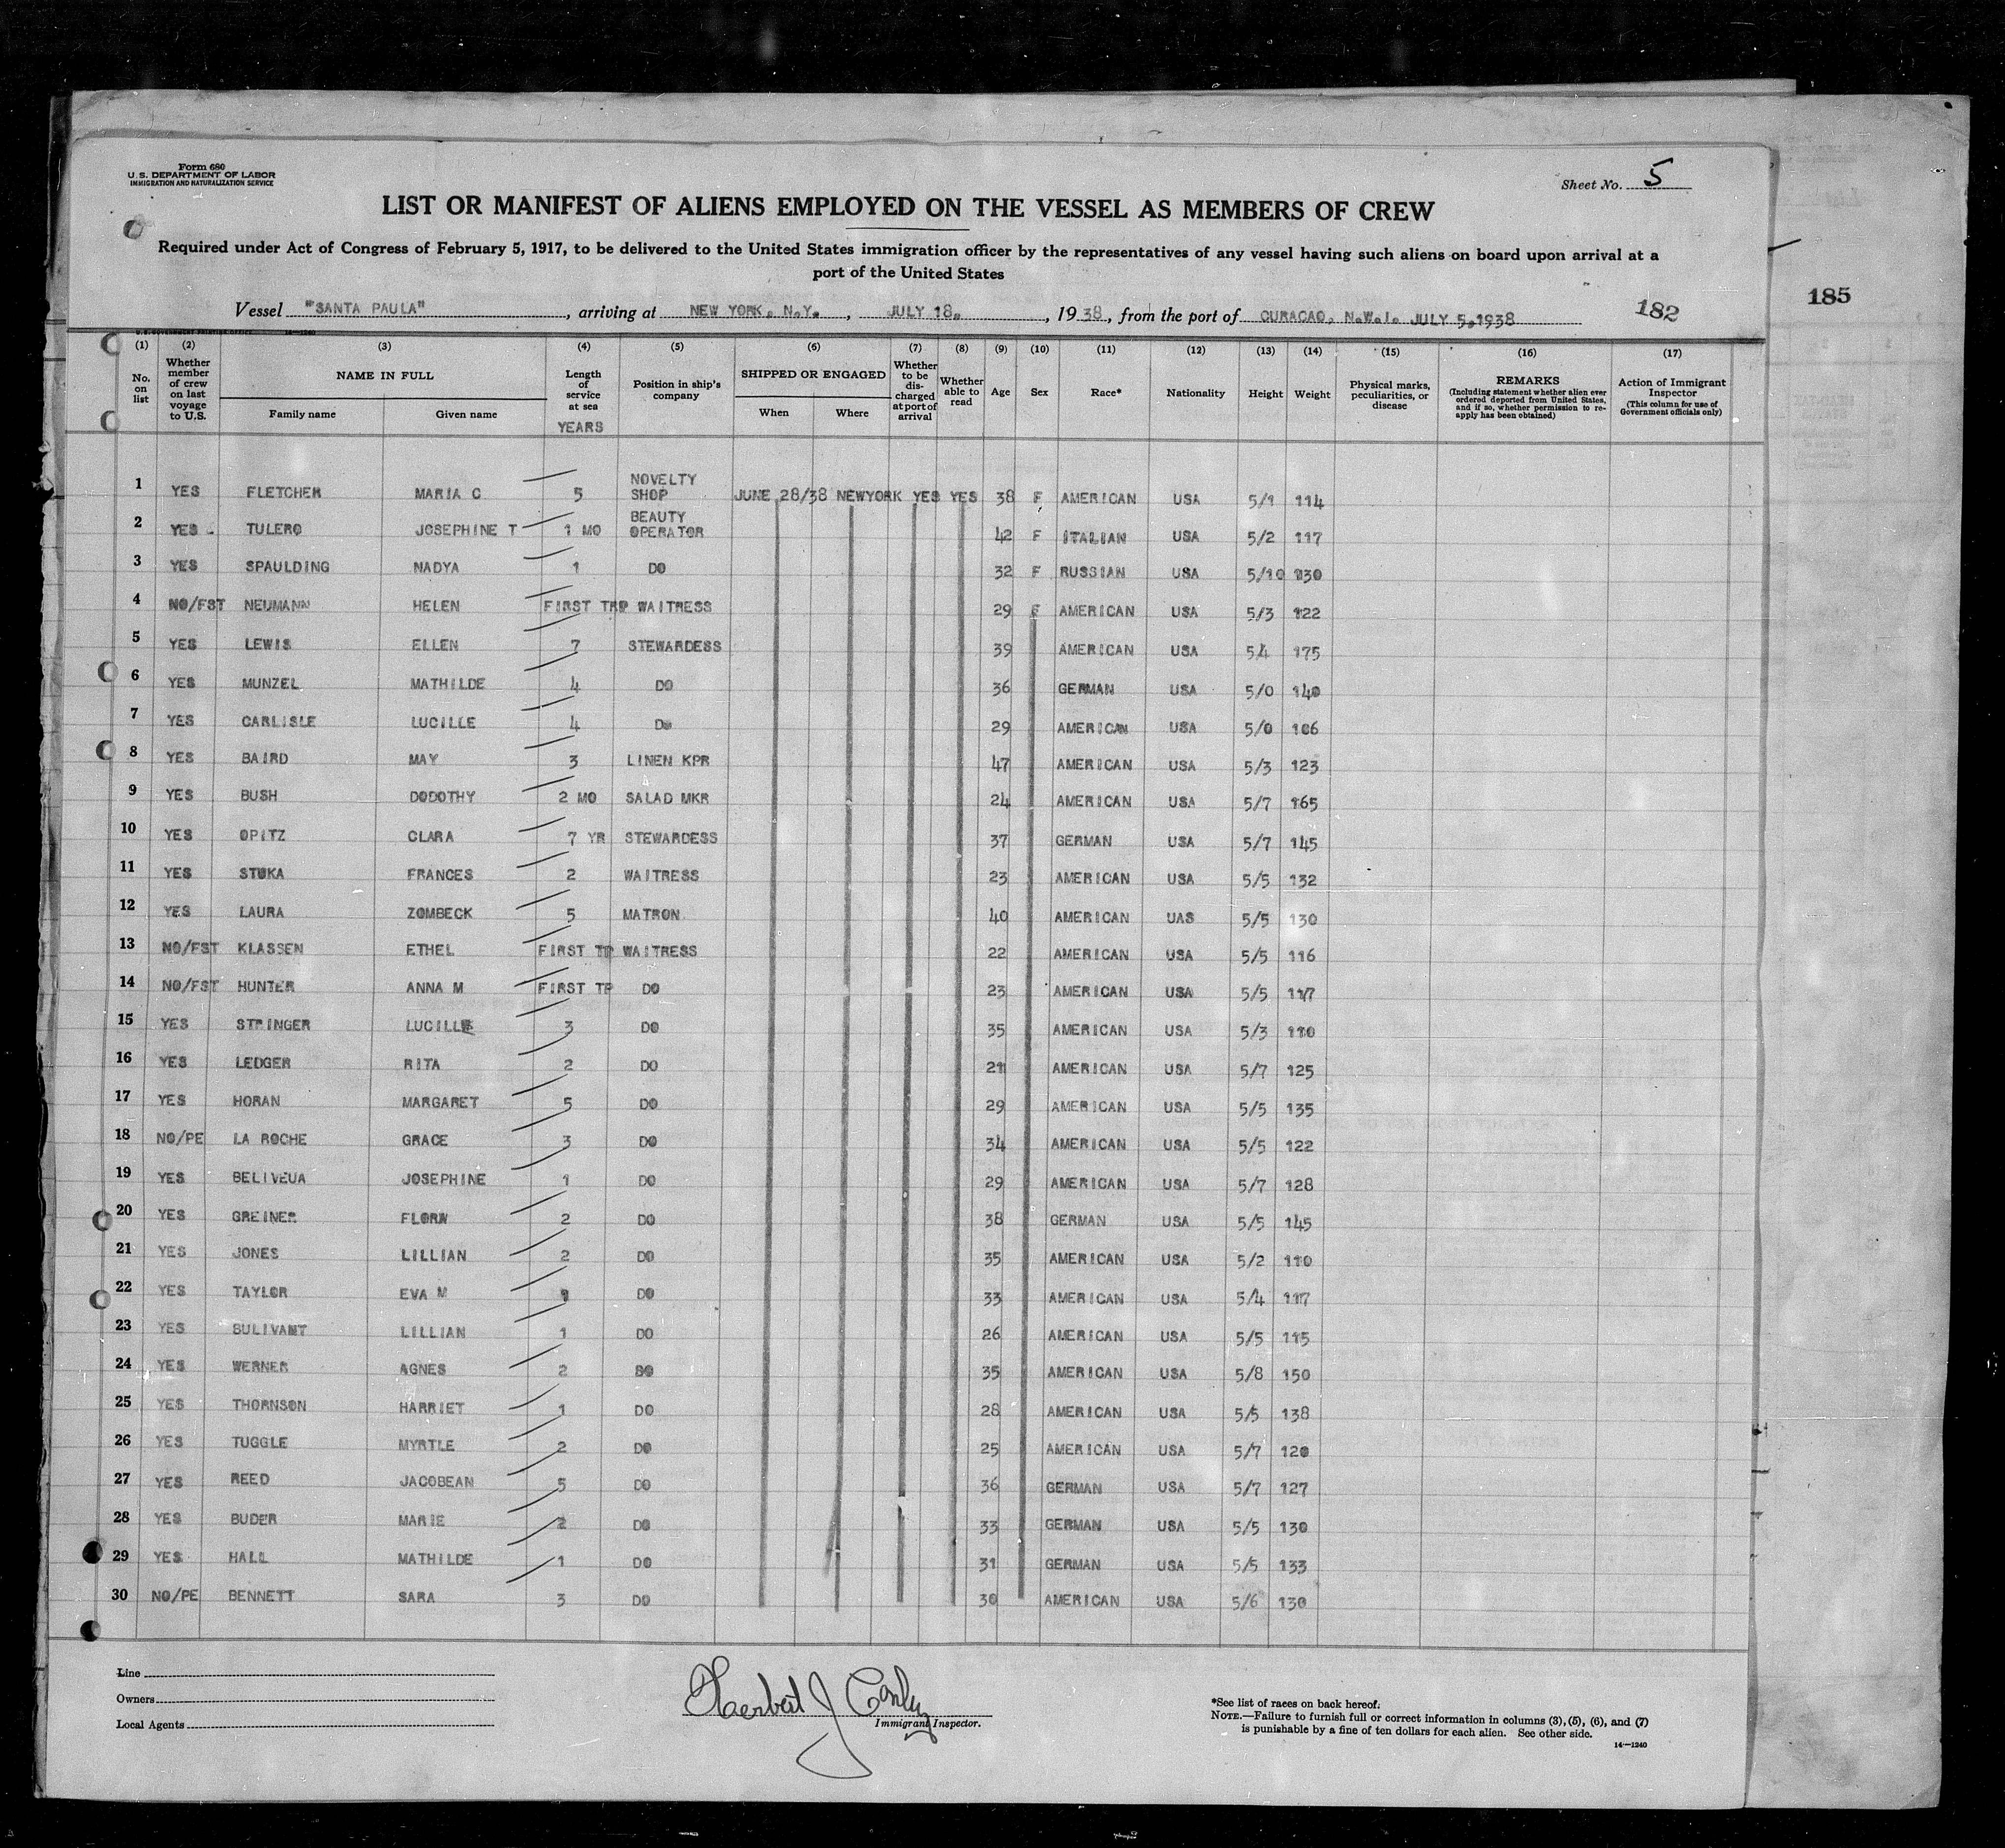 Form 680
U.S. DEPARTMENT OF LABOR
IMMIGRATION AND NATURALIZATION SERVICE
Sheet No. 5
LIST OR MANIFEST OF ALIENS EMPLOYED ON THE VESSEL AS MEMBERS OF CREW
Required under Act of Congress of February 5, 1917, to be delivered to the United States immigration officer by the representatives of any vessel having such aliens on board upon arrival at a
port of the United States
Vessel "SANTA PAULA", arriving at NEW YORK, N.Y., JULY 18, 1938, from the port of CURACAO, N.W.I. JULY 5,1938 182
185
(1) (2) (3) (4) (5) (6) (7) (8) (9) (10) (11) (12) (13) (14) (15) (16) (17)
No. on list
Whether member of crew on last voyage to U.S.
NAME IN FULL
Family name Given name
Length of service at sea
YEARS
Position in ship's company
SHIPPED OR ENGAGED
When Where
Whether to be discharged at port of arrival
Whether able to read
Age
Sex
Race*
Nationality
Height
Weight
Physical marks, peculiarities, or disease
REMARKS
(Including statement whether alien ever ordered deported from United States, and if so, whether permission to re-apply has been obtained)
Action of Immigrant Inspector
(This column for use of Government officials only)
1 YES FLETCHER MARIA C 5 NOVELTY SHOP JUNE 28/38 NEWYORK YES YES 38 F AMERICAN USA 5/1 114
2 YES TULERO JOSEPHINE T 1 MO BEAUTY OPERATOR 42 F ITALIAN USA 5/2 117
3 YES SPAULDING NADYA 1 DO 32 F RUSSIAN USA 5/10 130
4 NO/FST NEUMANN HELEN FIRST TRP WAITRESS 29 F AMERICAN USA 5/3 122
5 YES LEWIS ELLEN 7 STEWARDESS 39 AMERICAN USA 54 175
6 YES MUNZEL MATHILDE 4 DO 36 GERMAN USA 5/0 140
7 YES CARLISLE LUCILLE 4 DO 29 AMERICAN USA 5/0 106
8 YES BAIRD MAY 3 LINEN KPR 47 AMERICAN USA 5/3 123
9 YES BUSH DODOTHY 2 MO SALAD MKR 24 AMERICAN USA 5/7 165
10 YES OPITZ CLARA 7 YR STEWARDESS 37 GERMAN USA 5/7 145
11 YES STUKA FRANCES 2 WAITRESS 23 AMERICAN USA 5/5 132
12 YES LAURA ZOMBECK 5 MATRON 40 AMERICAN UAS 5/5 130
13 NO/FST KLASSEN ETHEL FIRST TP WAITRESS 22 AMERICAN USA 5/5 116
14 NO/FST HUNTER ANNA M FIRST TP DO 23 AMERICAN USA 5/5 117
15 YES STRINGER LUCILLE 3 DO 35 AMERICAN USA 5/3 110
16 YES LEDGER RITA 2 DO 21 AMERICAN USA 5/7 125
17 YES HORAN MARGARET 5 DO 29 AMERICAN USA 5/5 135
18 NO/PE LA ROCHE GRACE 3 DO 34 AMERICAN USA 5/5 122
19 YES BELIVEUA JOSEPHINE 1 DO 29 AMERICAN USA 5/7 128
20 YES GREINER 2 DO 38 GERMAN USA 5/5 145
21 YES JONES LILLIAN 2 DO 35 AMERICAN USA 5/2 110
22 YES TAYLOR EVA M DO 33 AMERICAN USA 5/4 117
23 YES SULIVANT LILLIAN 1 DO 26 AMERICAN USA 5/5 115
24 YES WERNER AGNES 2 DO 35 AMERICAN USA 5/8 150
25 YES THORNSON HARRIET 1 DO 28 AMERICAN USA 5/5 138
26 YES TUGGLE MYRTLE 2 DO 25 AMERICAN USA 5/7 120
27 YES REED JACOBEAN 5 DO 36 GERMAN USA 5/7 127
28 YES BUDER MARIE 2 DO 33 GERMAN USA 5/5 130
29 YES HALL MATHILDE 1 DO 31 GERMAN USA 5/5 133
30 NO/PE BENNETT SARA 3 DO 30 AMERICAN USA 5/6 130
Line
Owners
Local Agents
Herbert J
Immigrant Inspector.
*See list of races on back hereof.
NOTE.—Failure to furnish full or correct information in columns (3), (5), (6), and (7)
is punishable by a fine of ten dollars for each alien. See other side.
14—1240